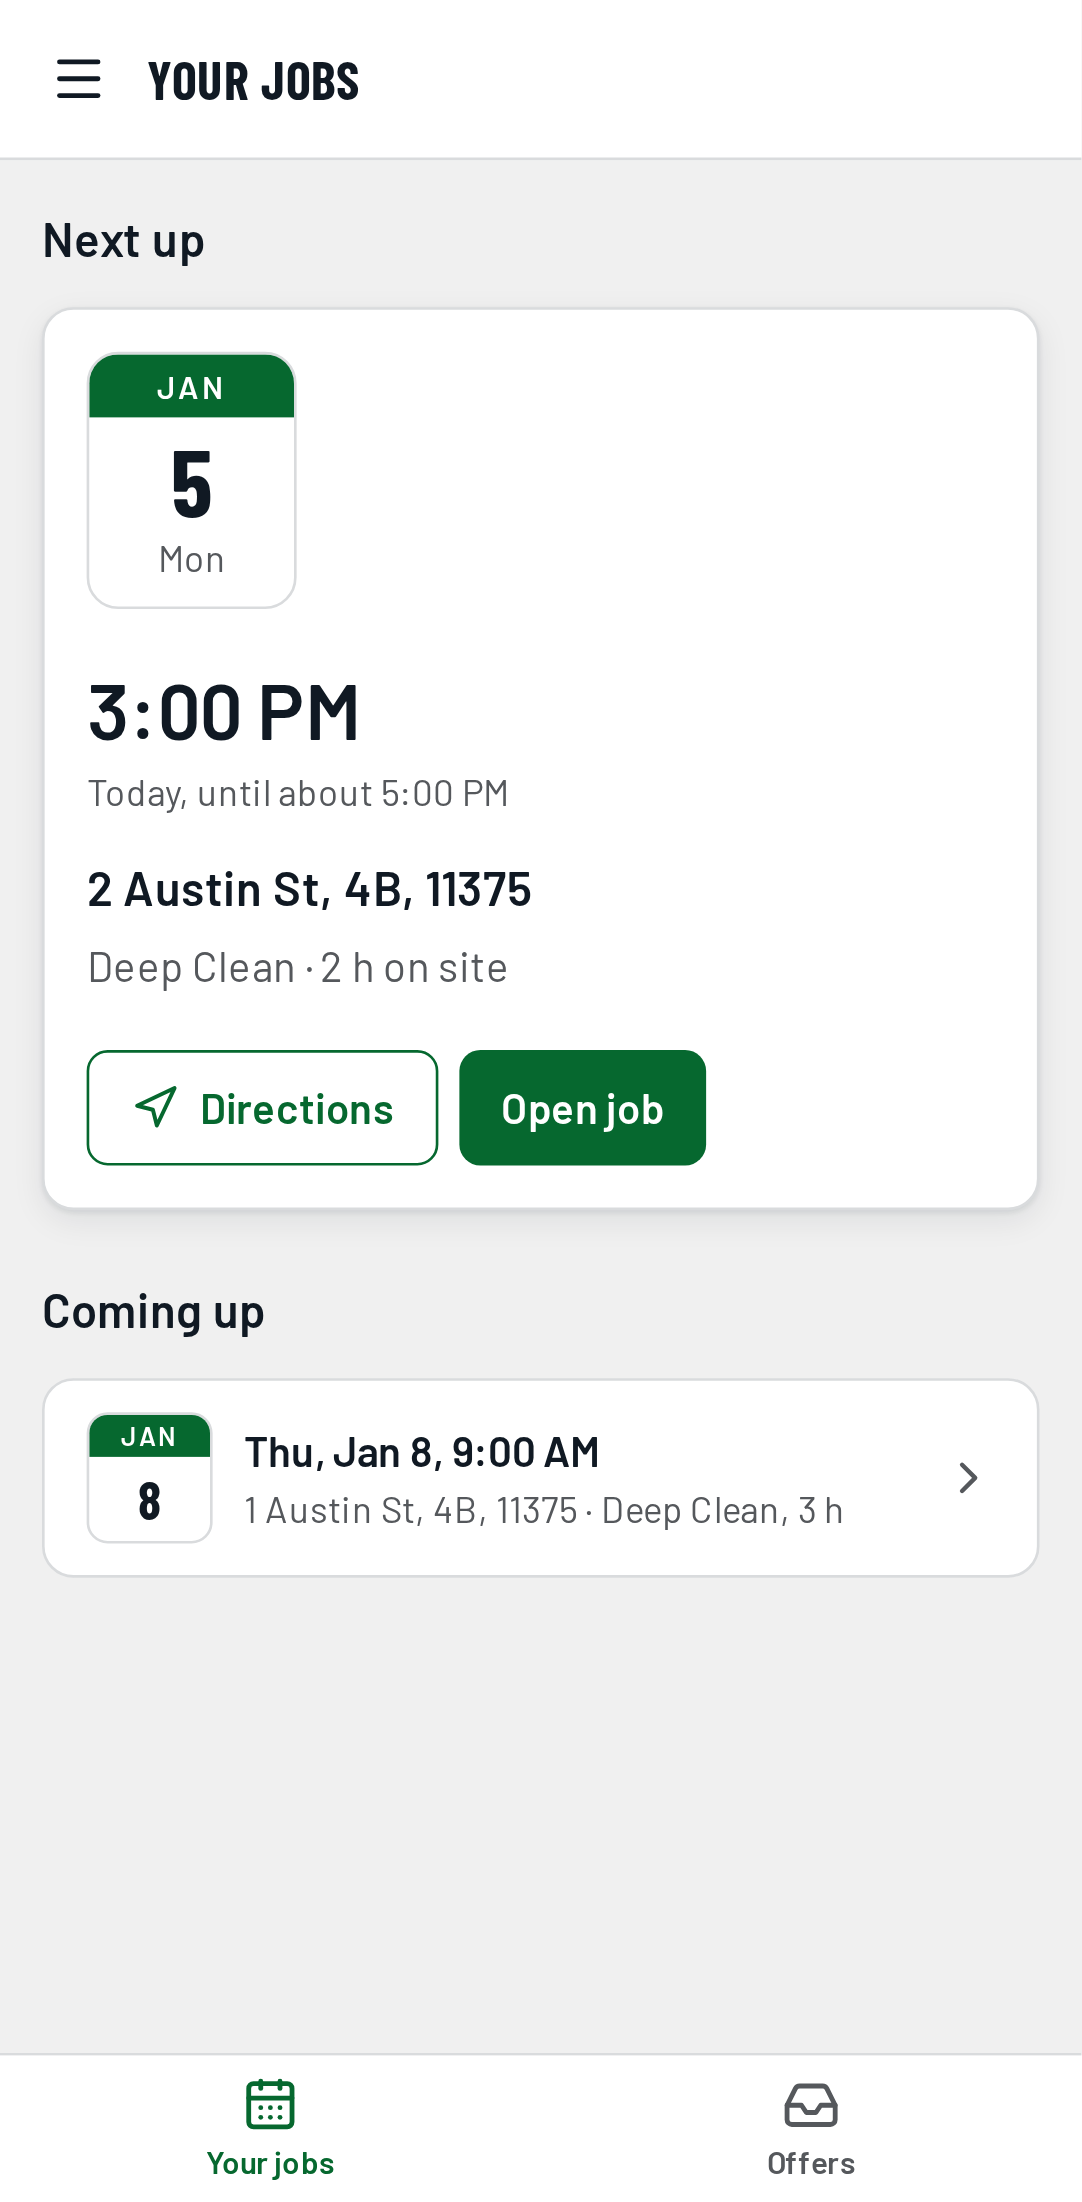 YOUR JOBS
Next up
JAN
5
Mon
3:00 PM
Today, until about 5:00 PM
2 Austin St, 4B, 11375
Deep Clean · 2 h on site
Directions
Open job
Coming up
JAN
8
Thu, Jan 8, 9:00 AM
1 Austin St, 4B, 11375 · Deep Clean, 3 h
Your jobs
Offers